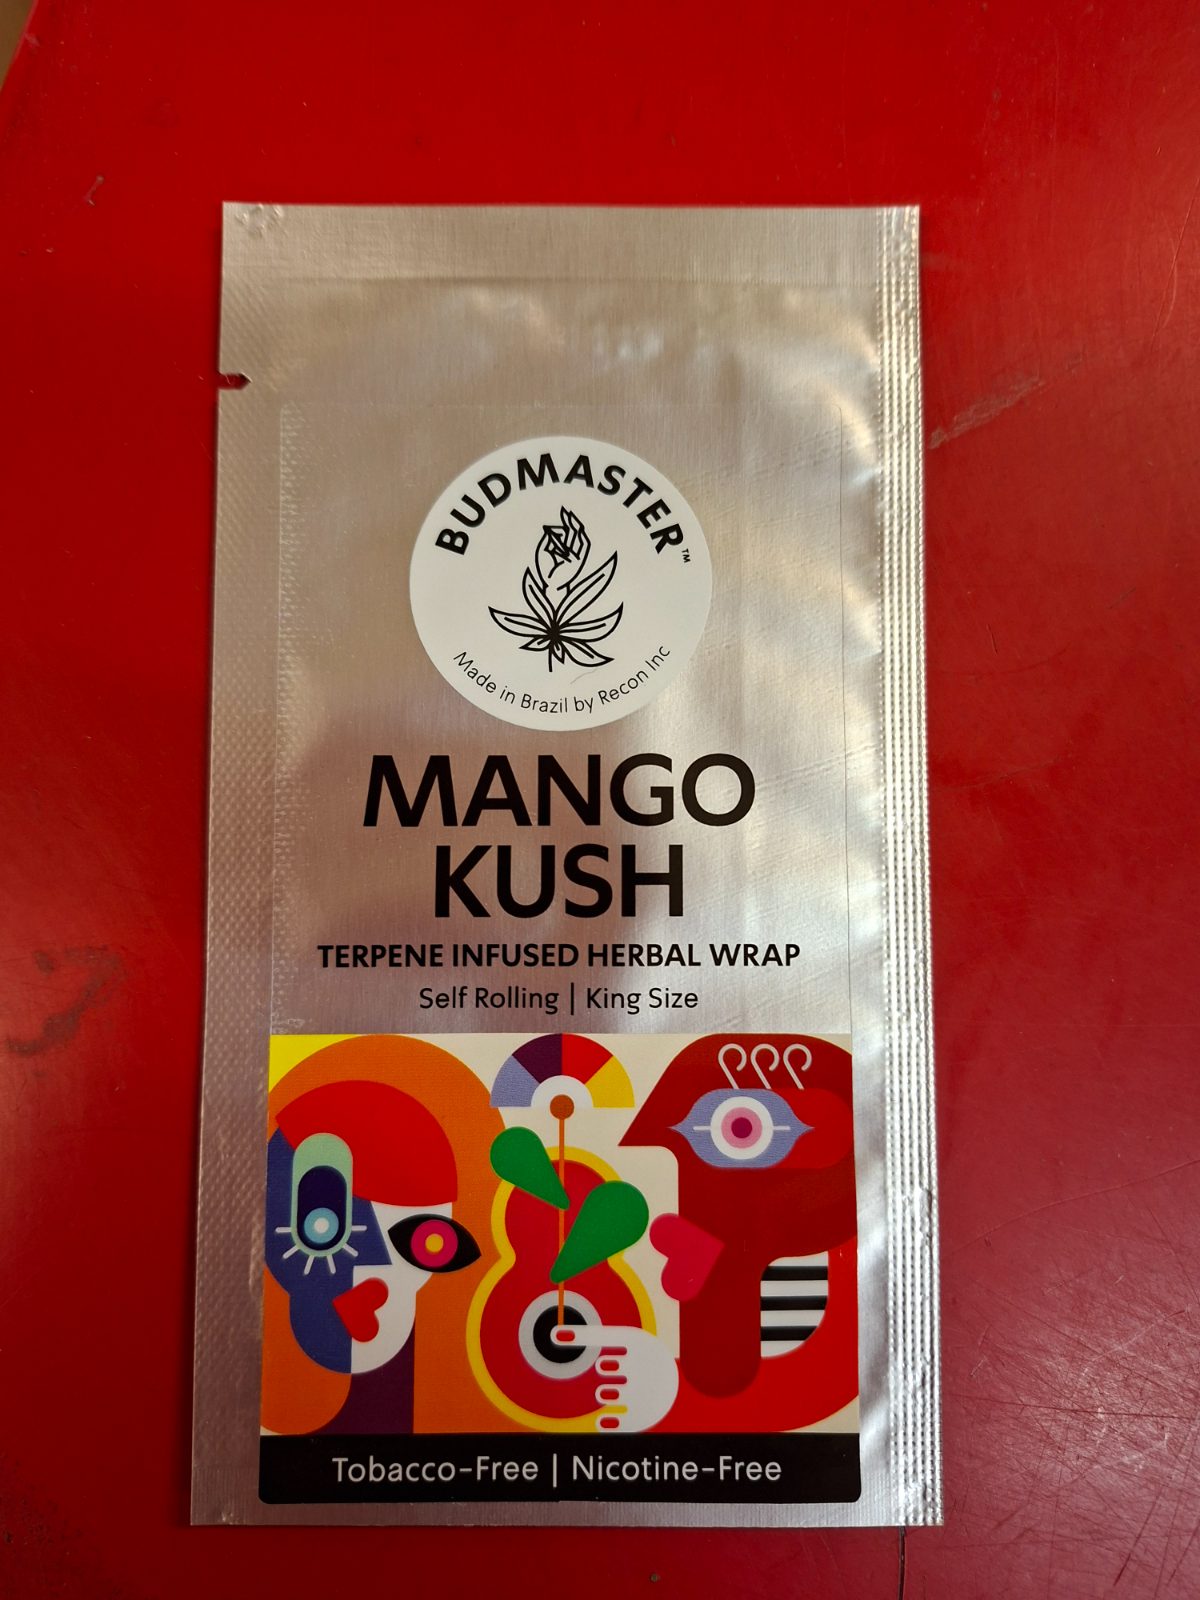 BUDMASTER™
Made in Brazil by Recon Inc
MANGO
KUSH
TERPENE INFUSED HERBAL WRAP
Self Rolling | King Size
Tobacco-Free | Nicotine-Free